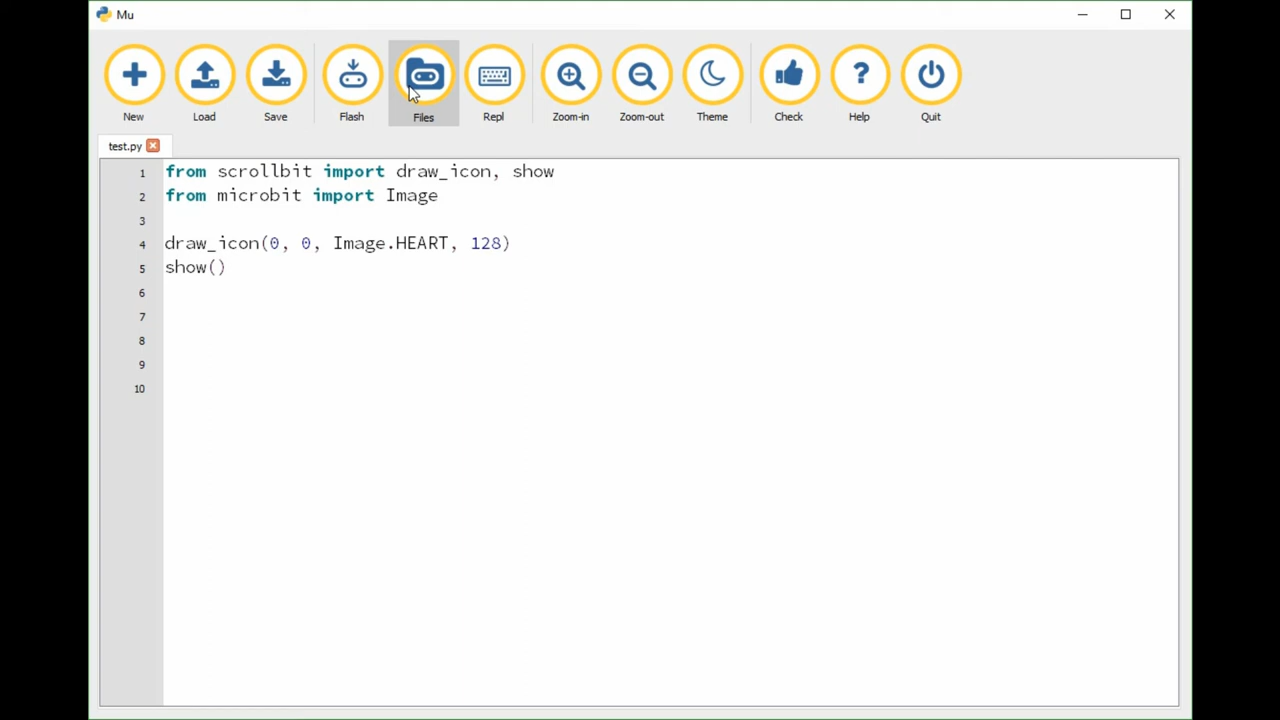 Mu
New Load Save Flash Files Repl Zoom-in Zoom-out Theme Check Help Quit
test.py
1 from scrollbit import draw_icon, show
2 from microbit import Image
3
4 draw_icon(0, 0, Image.HEART, 128)
5 show()
6
7
8
9
10